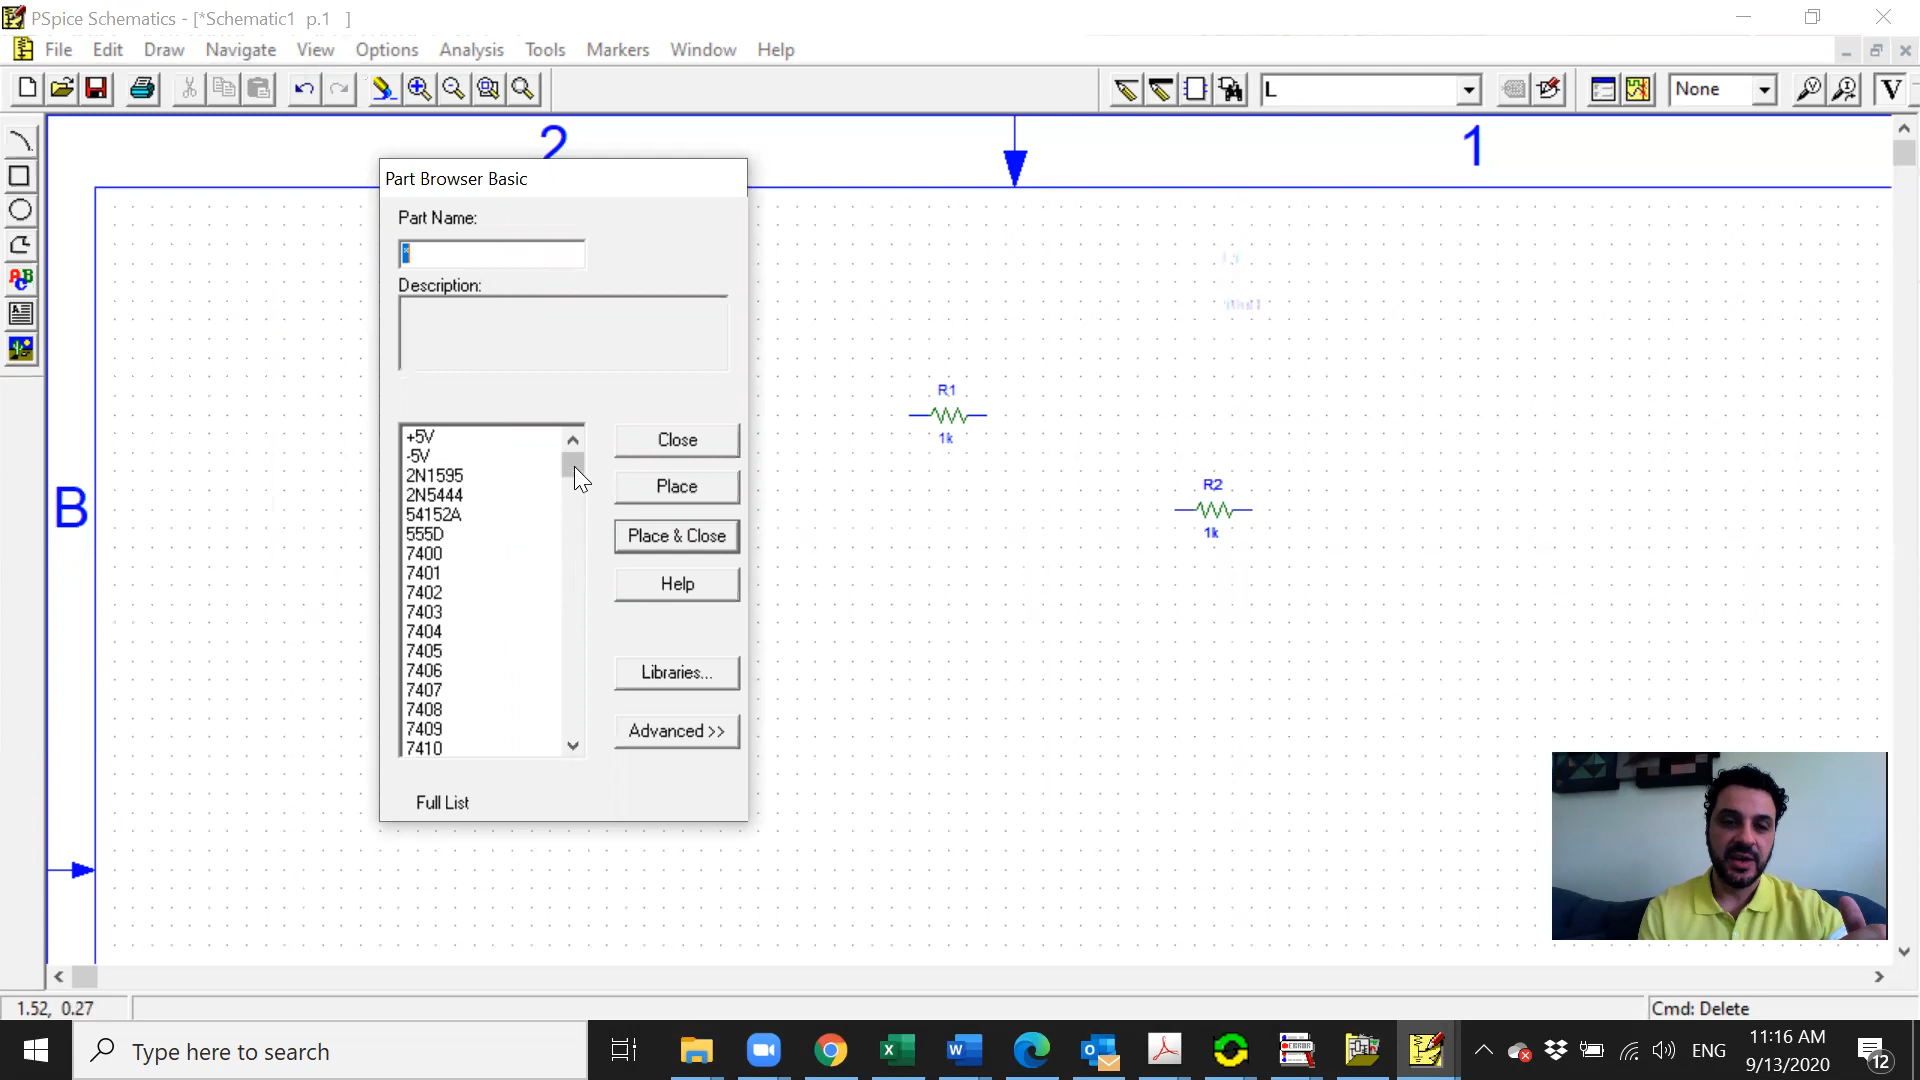 PSpice Schematics - [*Schematic1 p.1 ]
File Edit Draw Navigate View Options Analysis Tools Markers Window Help
L
None
V
2
1
Part Browser Basic
Part Name:
*
Description:
+5V
-5V
2N1595
2N5444
54152A
555D
7400
7401
7402
7403
7404
7405
7406
7407
7408
7409
7410
Close
Place
Place & Close
Help
Libraries...
Advanced >>
Full List
R1
1k
R2
1k
B
ABC
1.52, 0.27
Cmd: Delete
Type here to search
ENG
11:16 AM
9/13/2020
12